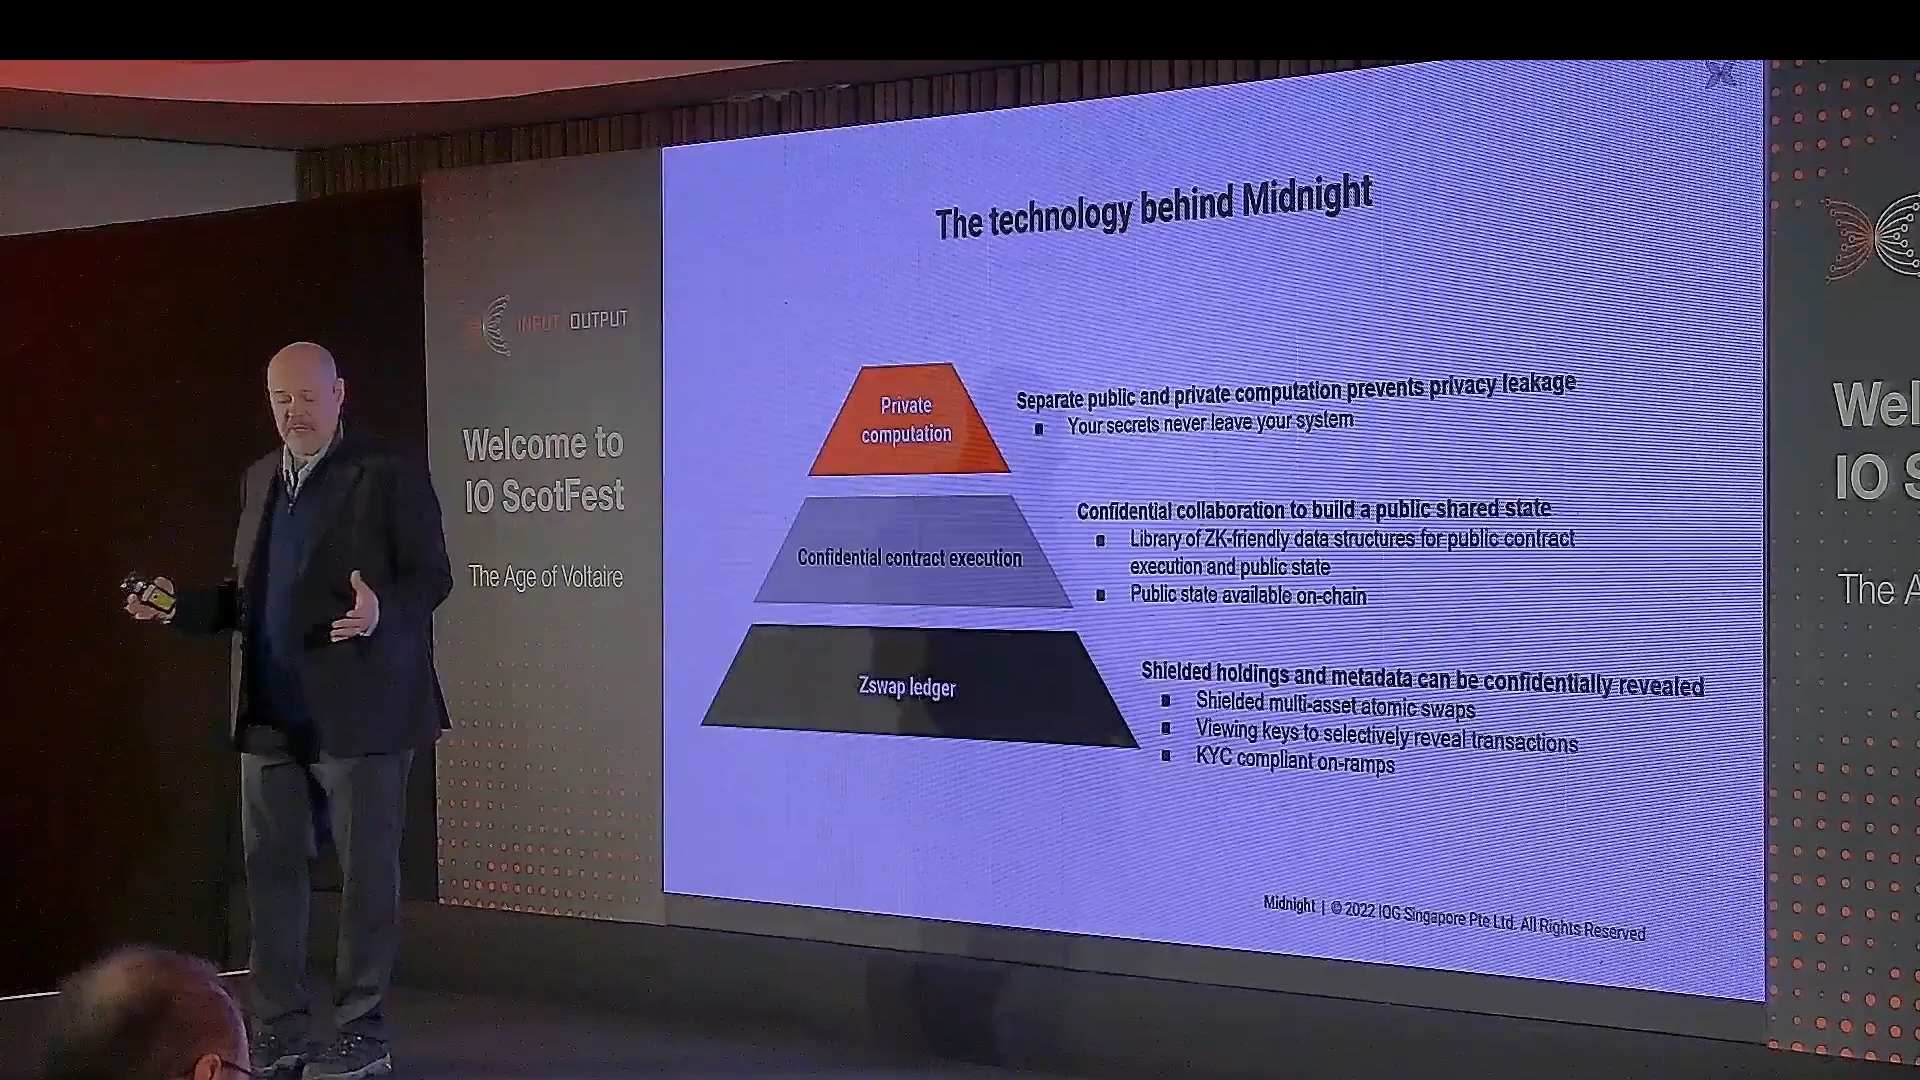 The technology behind Midnight
INPUT OUTPUT
Welcome to
IO ScotFest
The Age of Voltaire
Private
computation
Separate public and private computation prevents privacy leakage
Your secrets never leave your system
Confidential contract execution
Confidential collaboration to build a public shared state
Library of ZK-friendly data structures for public contract
execution and public state
Public state available on-chain
Zswap ledger
Shielded holdings and metadata can be confidentially revealed
Shielded multi-asset atomic swaps
Viewing keys to selectively reveal transactions
KYC compliant on-ramps
Midnight | © 2022 IOG Singapore Pte Ltd. All Rights Reserved
Wel
IO S
The A